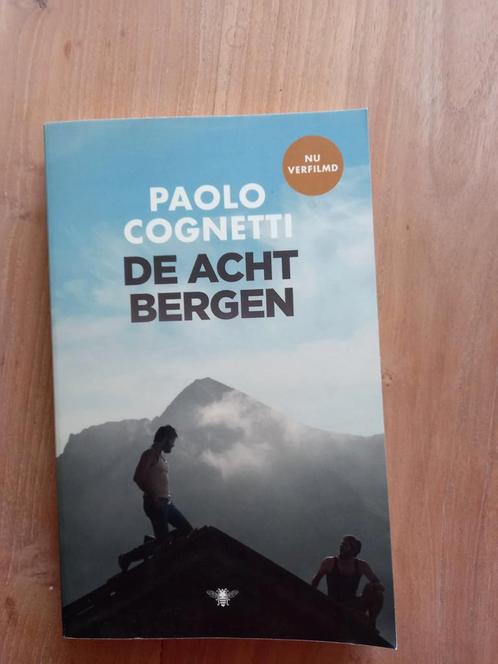 NU
VERFILMD
PAOLO
COGNETTI
DE ACHT
BERGEN